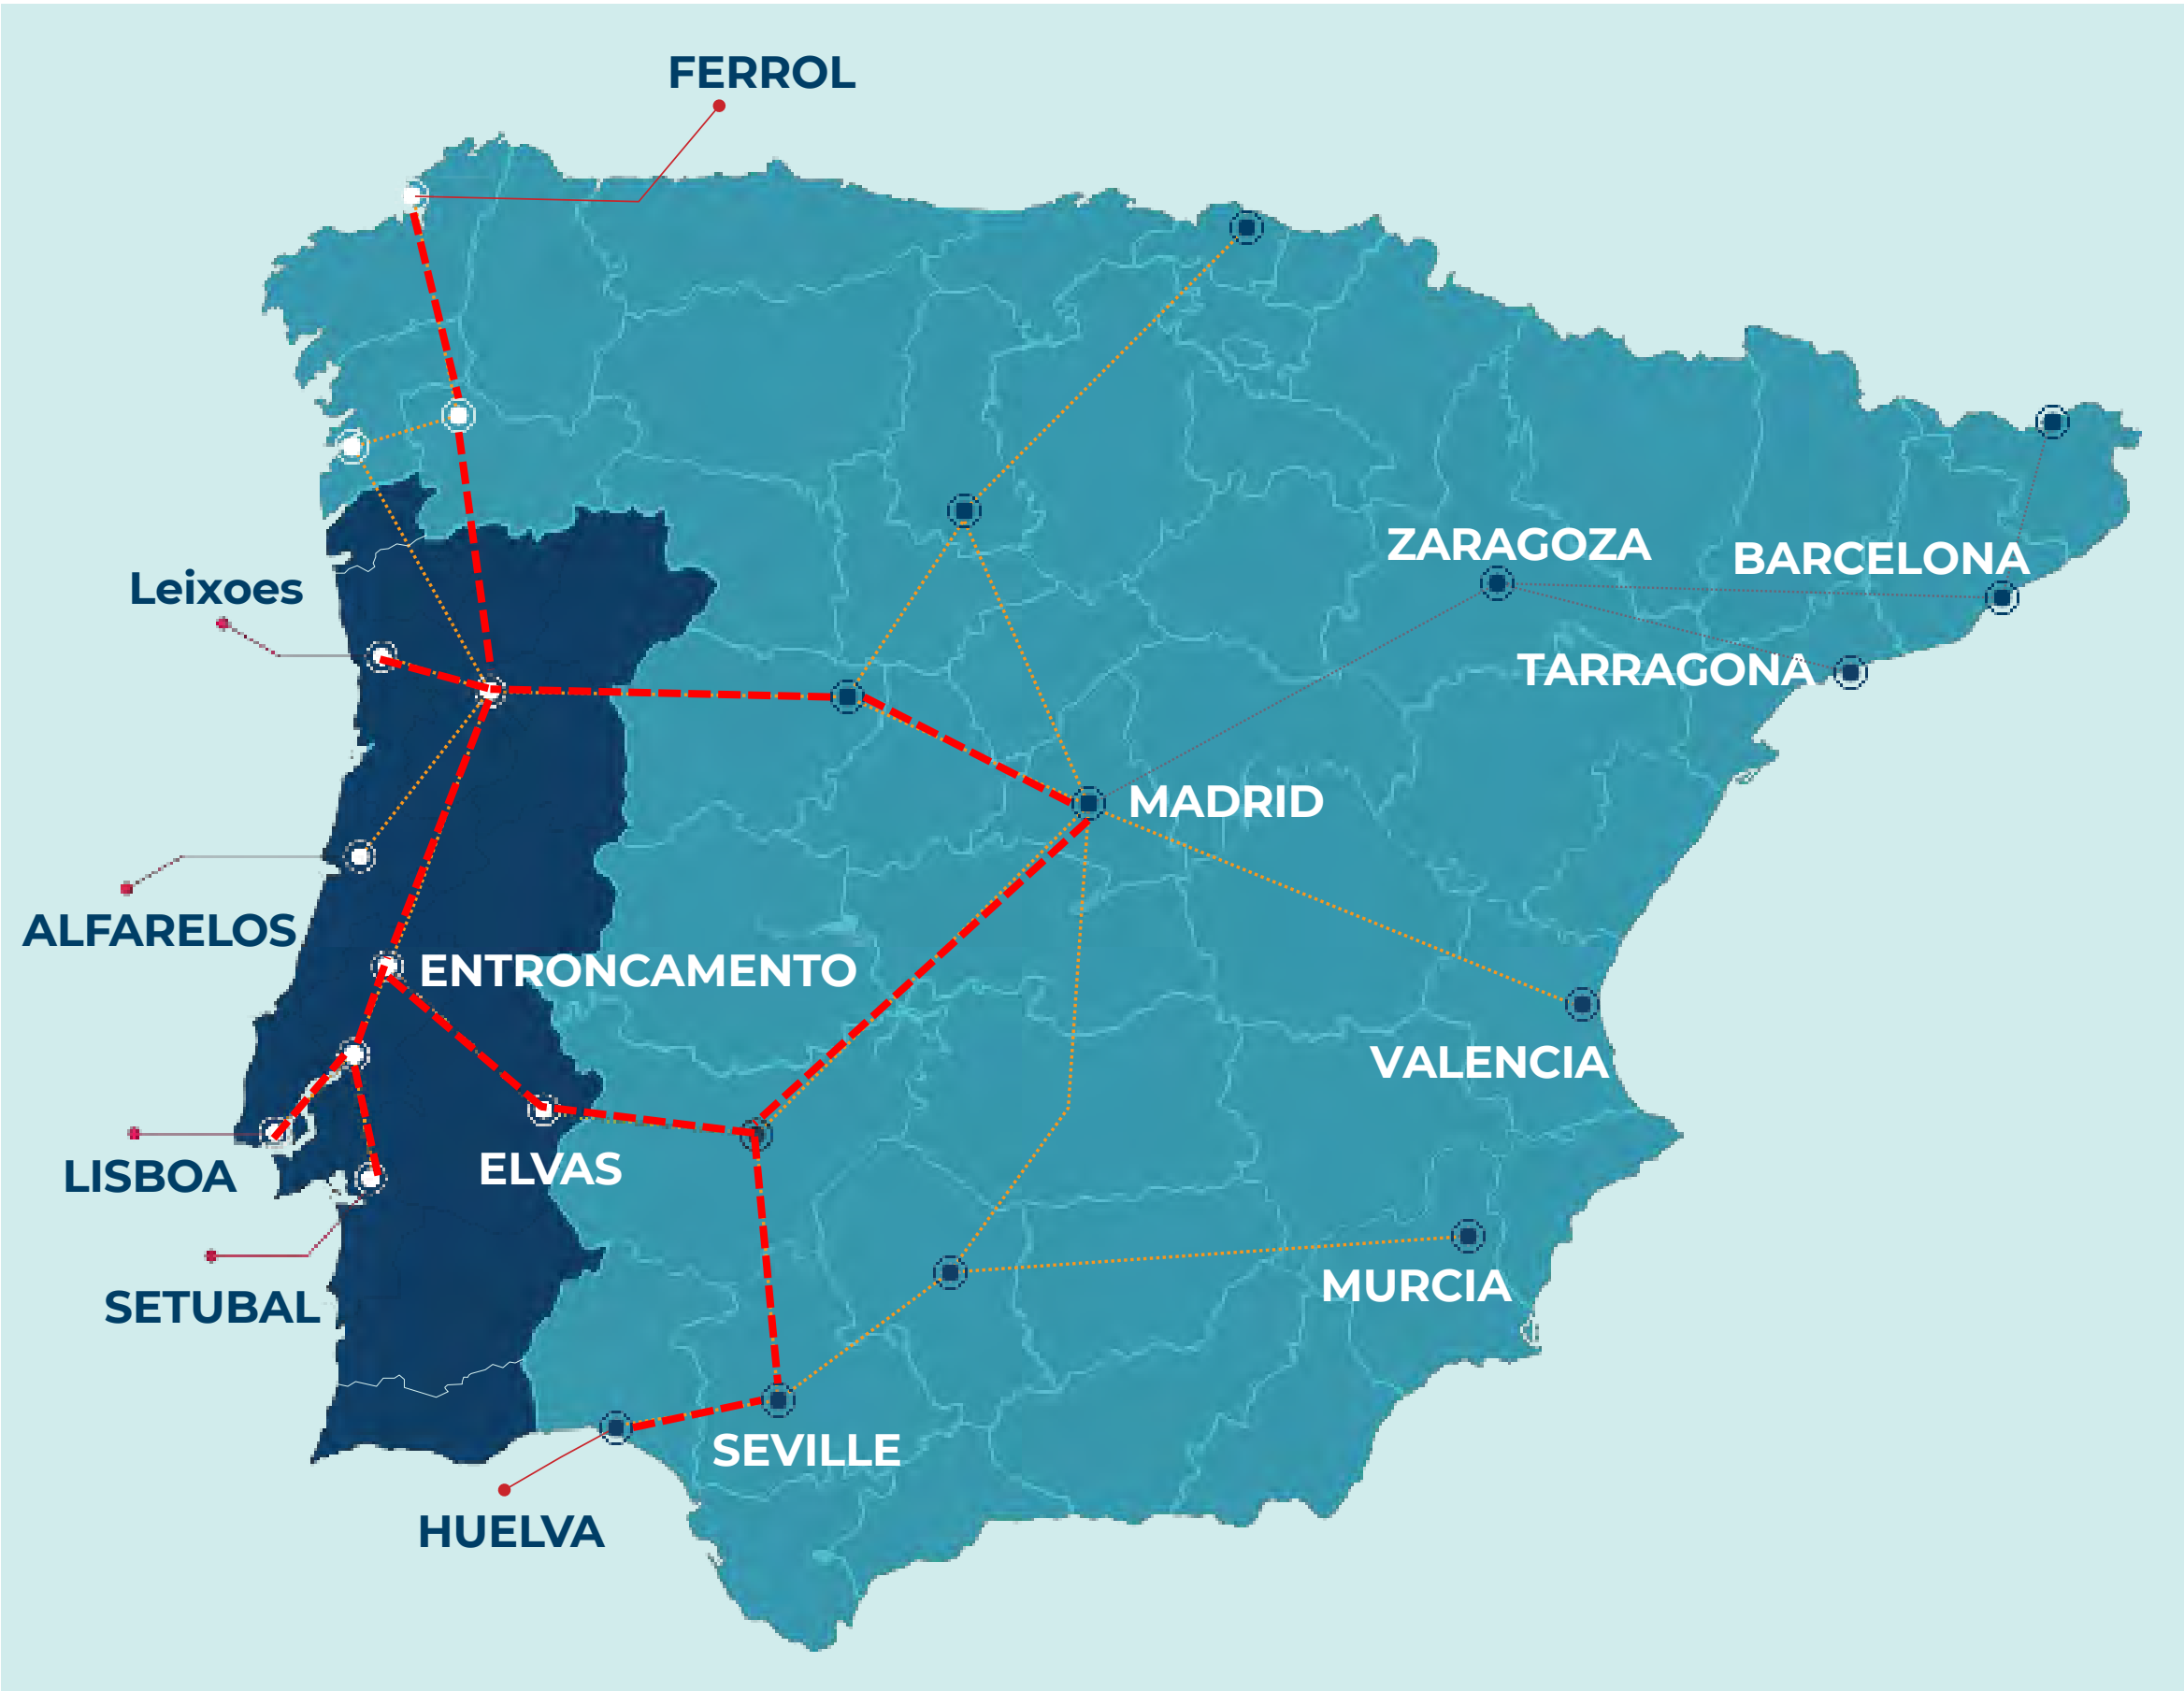 FERROL
ZARAGOZA
BARCELONA
Leixoes
TARRAGONA
MADRID
ALFARELOS
ENTRONCAMENTO
VALENCIA
LISBOA
ELVAS
SETUBAL
MURCIA
SEVILLE
HUELVA